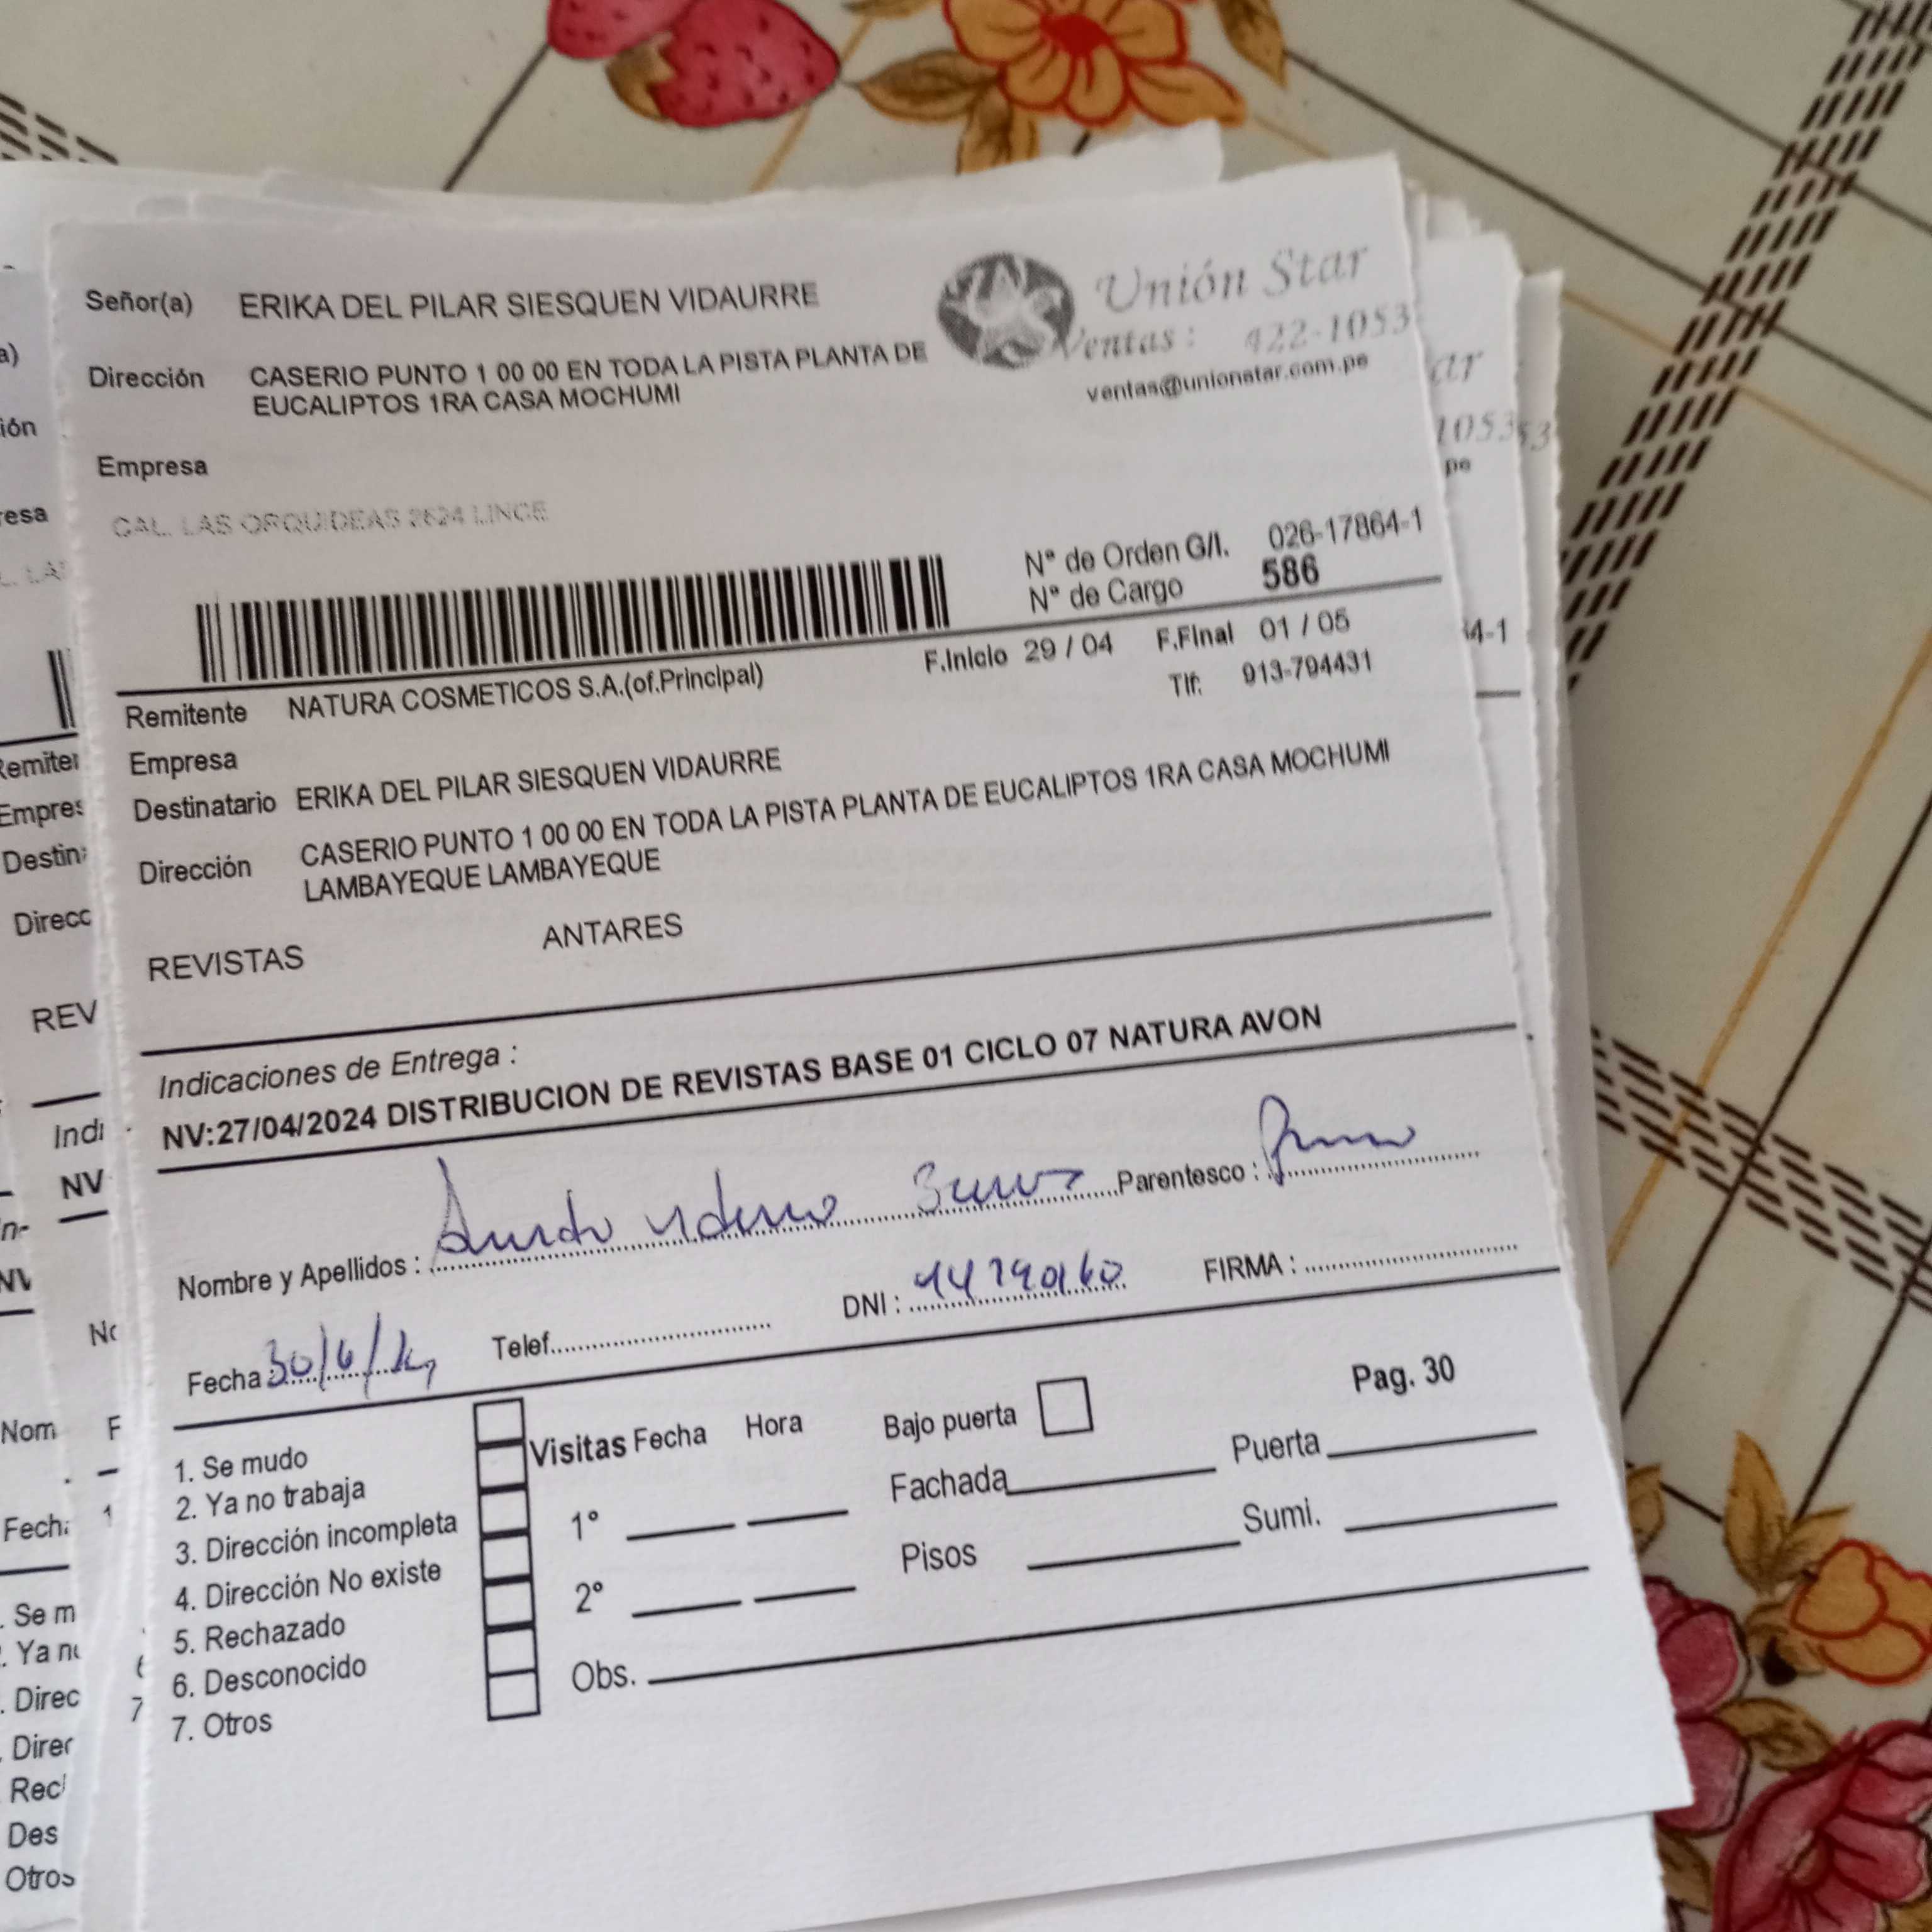 Señor(a) ERIKA DEL PILAR SIESQUEN VIDAURRE
Unión Star
Ventas : 422-1053
ventas@unionstar.com.pe
Dirección CASERIO PUNTO 1 00 00 EN TODA LA PISTA PLANTA DE
EUCALIPTOS 1RA CASA MOCHUMI
Empresa
CAL. LAS ORQUIDEAS 2624 LINCE
N° de Orden G/I. 026-17864-1
N° de Cargo 586
F.Inicio 29 / 04 F.Final 01 / 05
Remitente NATURA COSMETICOS S.A.(of.Principal) Tlf: 913-794431
Empresa
Destinatario ERIKA DEL PILAR SIESQUEN VIDAURRE
Dirección CASERIO PUNTO 1 00 00 EN TODA LA PISTA PLANTA DE EUCALIPTOS 1RA CASA MOCHUMI
LAMBAYEQUE LAMBAYEQUE
REVISTAS ANTARES
Indicaciones de Entrega :
NV:27/04/2024 DISTRIBUCION DE REVISTAS BASE 01 CICLO 07 NATURA AVON
Nombre y Apellidos : Parentesco :
Fecha : Telef. DNI : FIRMA :
Pag. 30
1. Se mudo
2. Ya no trabaja
3. Dirección incompleta
4. Dirección No existe
5. Rechazado
6. Desconocido
7. Otros
Visitas Fecha Hora
1°
2°
Obs.
Bajo puerta
Fachada Puerta
Pisos Sumi.